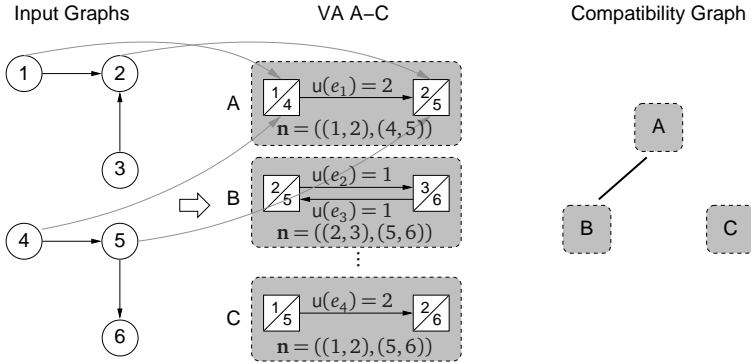 Input Graphs
VA A–C
Compatibility Graph
1
2
3
4
5
6
A
1 4
u(e1) = 2
2 5
n = ((1, 2), (4, 5))
B
2 5
u(e2) = 1
u(e3) = 1
3 6
n = ((2, 3), (5, 6))
⋮
C
1 5
u(e4) = 2
2 6
n = ((1, 2), (5, 6))
A
B
C